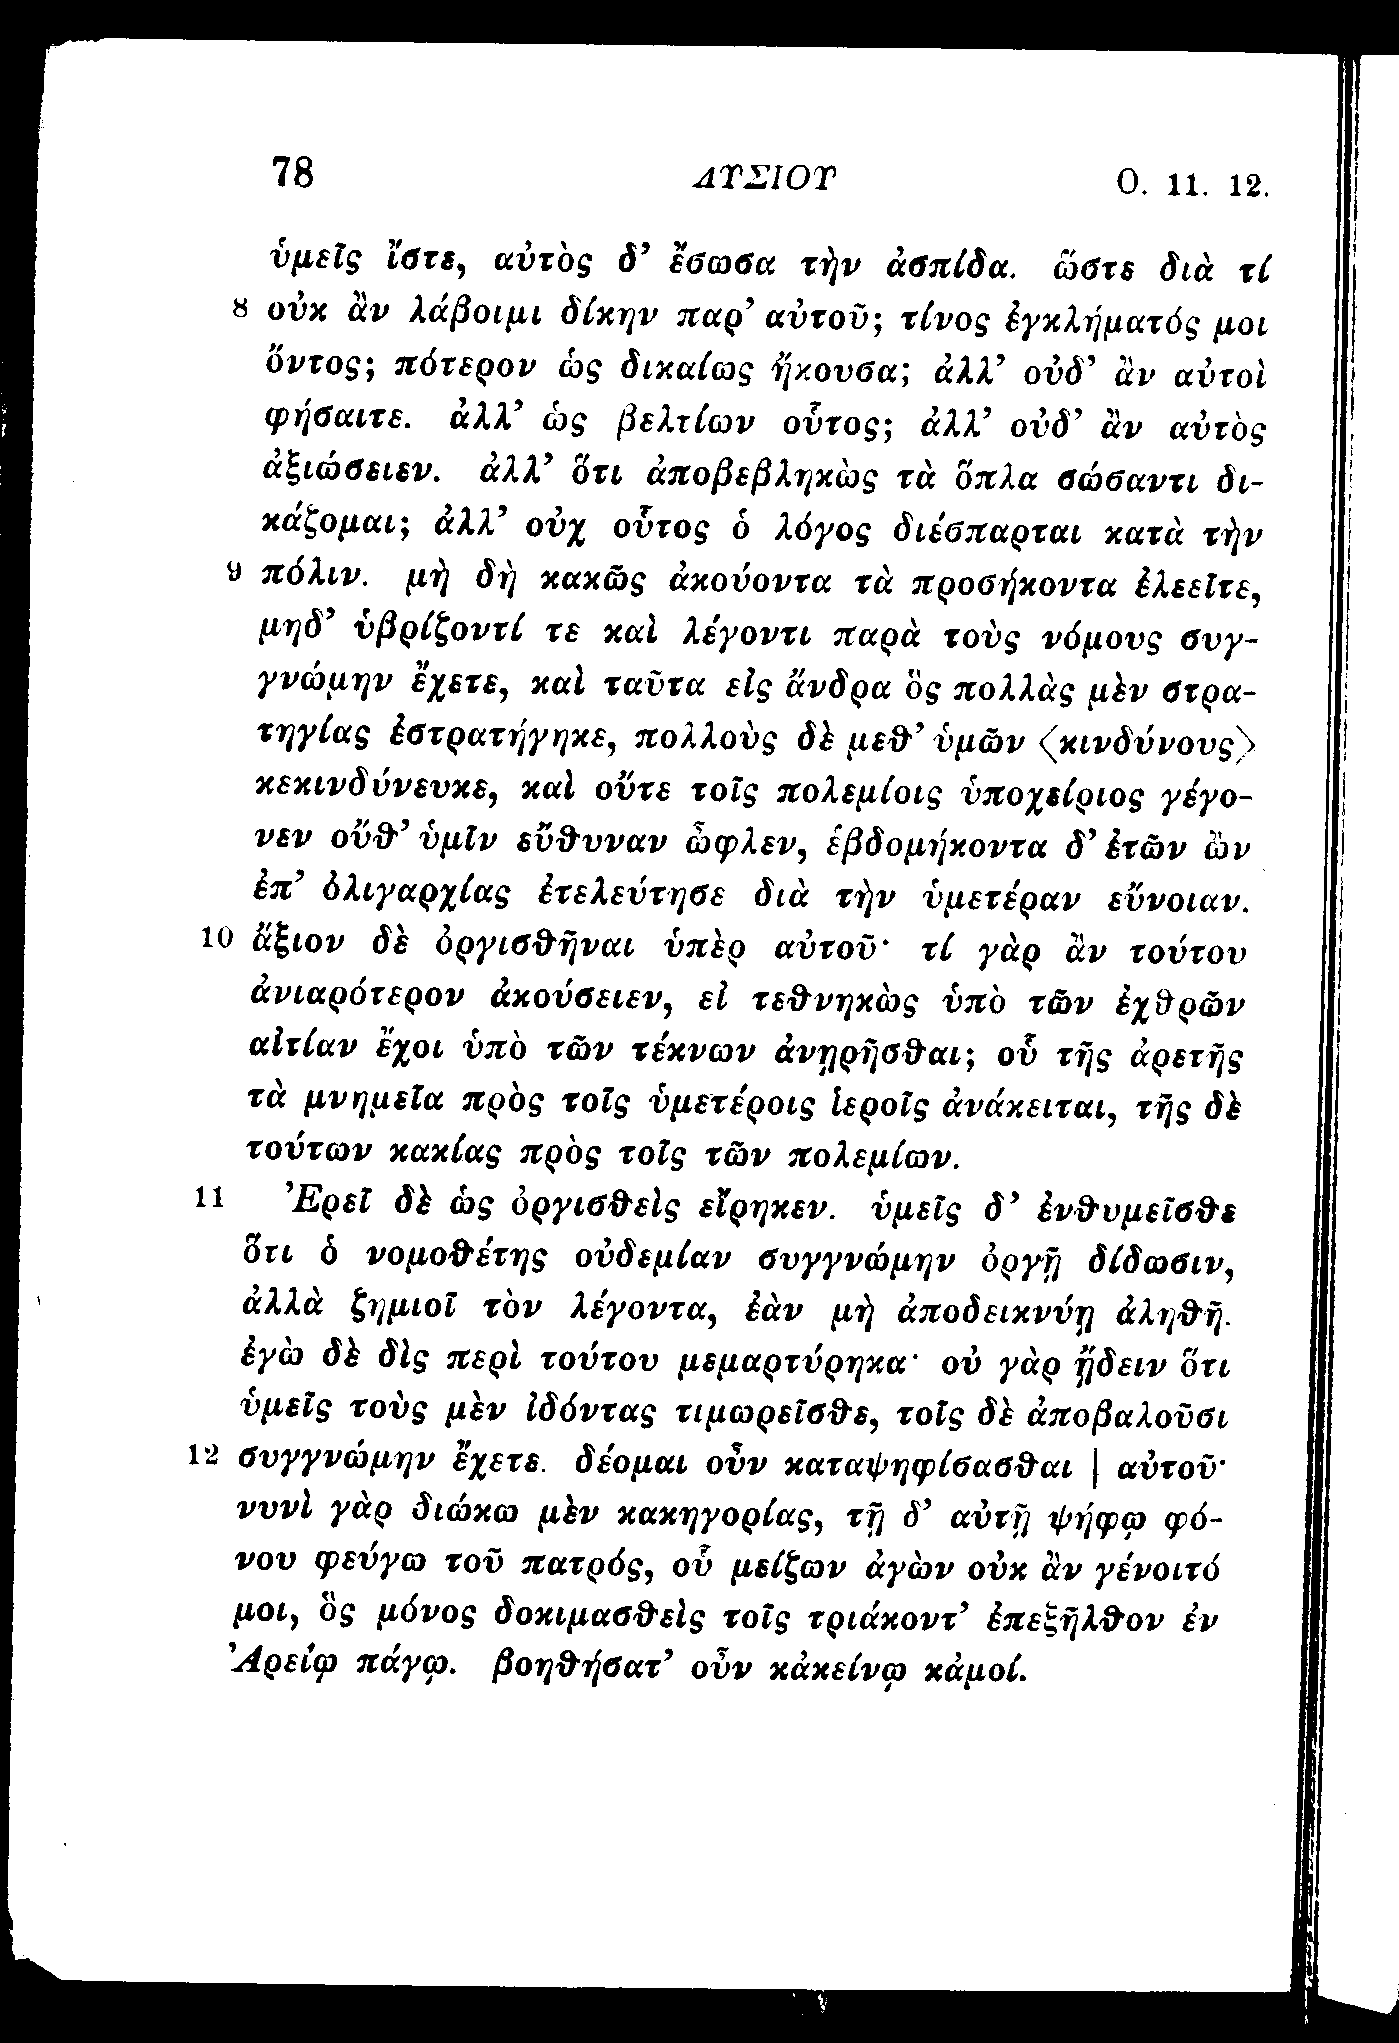 78 ΛΥΣΙΟΥ O. 11. 12.
ὑμεῖς ἴστε, αὐτὸς δ’ ἔσωσα τὴν ἀσπίδα. ὥστε διὰ τί
8 οὐκ ἂν λάβοιμι δίκην παρ’ αὐτοῦ; τίνος ἐγκλήματός μοι
ὄντος; πότερον ὡς δικαίως ἤκουσα; ἀλλ’ οὐδ’ ἂν αὐτοὶ
φήσαιτε. ἀλλ’ ὡς βελτίων οὗτος; ἀλλ’ οὐδ’ ἂν αὐτὸς
ἀξιώσειεν. ἀλλ’ ὅτι ἀποβεβληκὼς τὰ ὅπλα σώσαντι δι-
κάζομαι; ἀλλ’ οὐχ οὗτος ὁ λόγος διέσπαρται κατὰ τὴν
9 πόλιν. μὴ δὴ κακῶς ἀκούοντα τὰ προσήκοντα ἐλεεῖτε,
μηδ’ ὑβρίζοντί τε καὶ λέγοντι παρὰ τοὺς νόμους συγ-
γνώμην ἔχετε, καὶ ταῦτα εἰς ἄνδρα ὃς πολλὰς μὲν στρα-
τηγίας ἐστρατήγηκε, πολλοὺς δὲ μεθ’ ὑμῶν ⟨κινδύνους⟩
κεκινδύνευκε, καὶ οὔτε τοῖς πολεμίοις ὑποχείριος γέγο-
νεν οὔθ’ ὑμῖν εὔθυναν ὦφλεν, ἑβδομήκοντα δ’ ἐτῶν ὢν
ἐπ’ ὀλιγαρχίας ἐτελεύτησε διὰ τὴν ὑμετέραν εὔνοιαν.
10 ἄξιον δὲ ὀργισθῆναι ὑπὲρ αὐτοῦ· τί γὰρ ἂν τούτου
ἀνιαρότερον ἀκούσειεν, εἰ τεθνηκὼς ὑπὸ τῶν ἐχθρῶν
αἰτίαν ἔχοι ὑπὸ τῶν τέκνων ἀνῃρῆσθαι; οὗ τῆς ἀρετῆς
τὰ μνημεῖα πρὸς τοῖς ὑμετέροις ἱεροῖς ἀνάκειται, τῆς δὲ
τούτων κακίας πρὸς τοῖς τῶν πολεμίων.
11 Ἐρεῖ δὲ ὡς ὀργισθεὶς εἴρηκεν. ὑμεῖς δ’ ἐνθυμεῖσθε
ὅτι ὁ νομοθέτης οὐδεμίαν συγγνώμην ὀργῇ δίδωσιν,
ἀλλὰ ζημιοῖ τὸν λέγοντα, ἐὰν μὴ ἀποδεικνύῃ ἀληθῆ.
ἐγὼ δὲ δὶς περὶ τούτου μεμαρτύρηκα· οὐ γὰρ ᾔδειν ὅτι
ὑμεῖς τοὺς μὲν ἰδόντας τιμωρεῖσθε, τοῖς δὲ ἀποβαλοῦσι
12 συγγνώμην ἔχετε. δέομαι οὖν καταψηφίσασθαι | αὐτοῦ·
νυνὶ γὰρ διώκω μὲν κακηγορίας, τῇ δ’ αὐτῇ ψήφῳ φό-
νου φεύγω τοῦ πατρός, οὗ μείζων ἀγὼν οὐκ ἂν γένοιτό
μοι, ὃς μόνος δοκιμασθεὶς τοῖς τριάκοντ’ ἐπεξῆλθον ἐν
Ἀρείῳ πάγῳ. βοηθήσατ’ οὖν κἀκείνῳ κἀμοί.